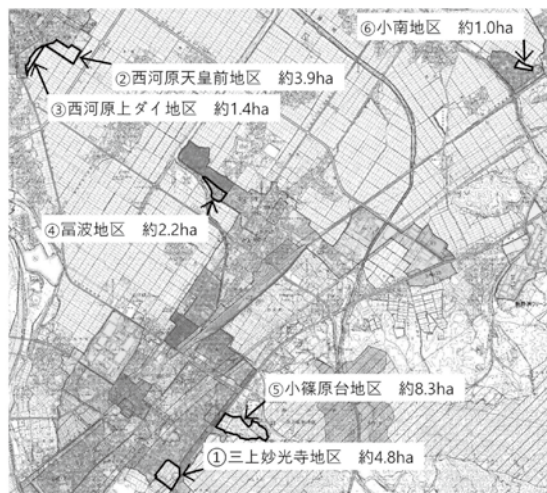 ⑥小南地区 約1.0ha
②西河原天皇前地区 約3.9ha
③西河原上ダイ地区 約1.4ha
④冨波地区 約2.2ha
⑤小篠原台地区 約8.3ha
①三上妙光寺地区 約4.8ha